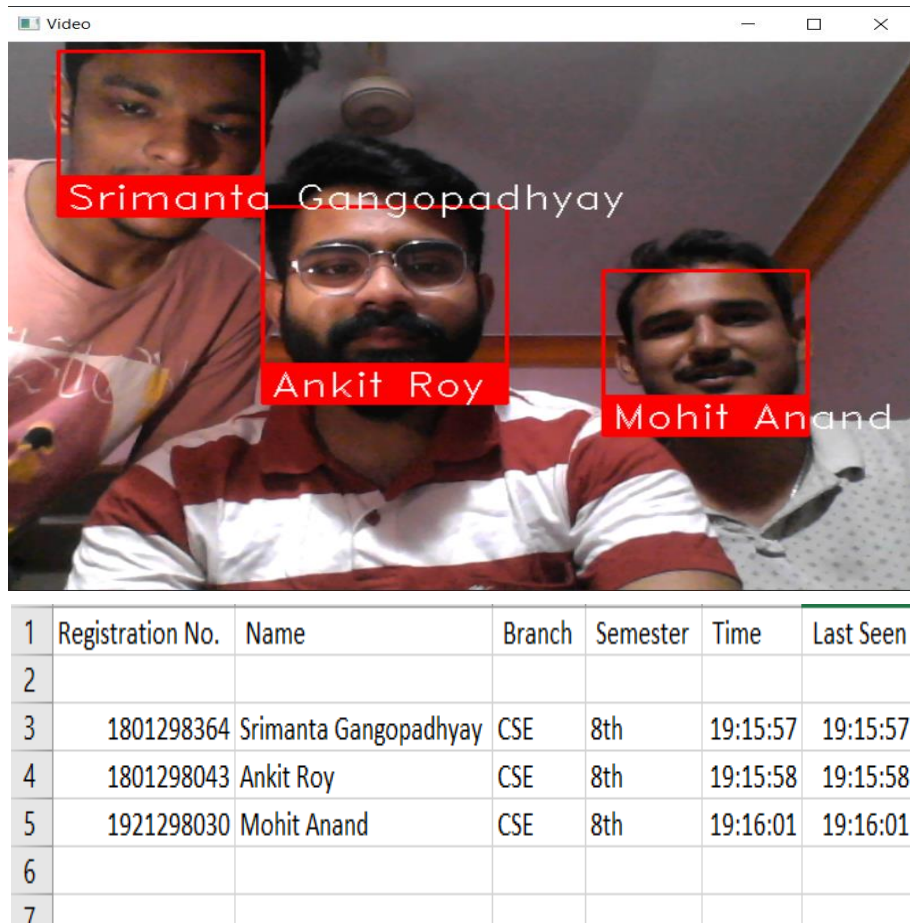 Video
Srimanta Gangopadhyay
Ankit Roy
Mohit Anand
1 Registration No. Name Branch Semester Time Last Seen
2
3 1801298364 Srimanta Gangopadhyay CSE 8th 19:15:57 19:15:57
4 1801298043 Ankit Roy CSE 8th 19:15:58 19:15:58
5 1921298030 Mohit Anand CSE 8th 19:16:01 19:16:01
6
7